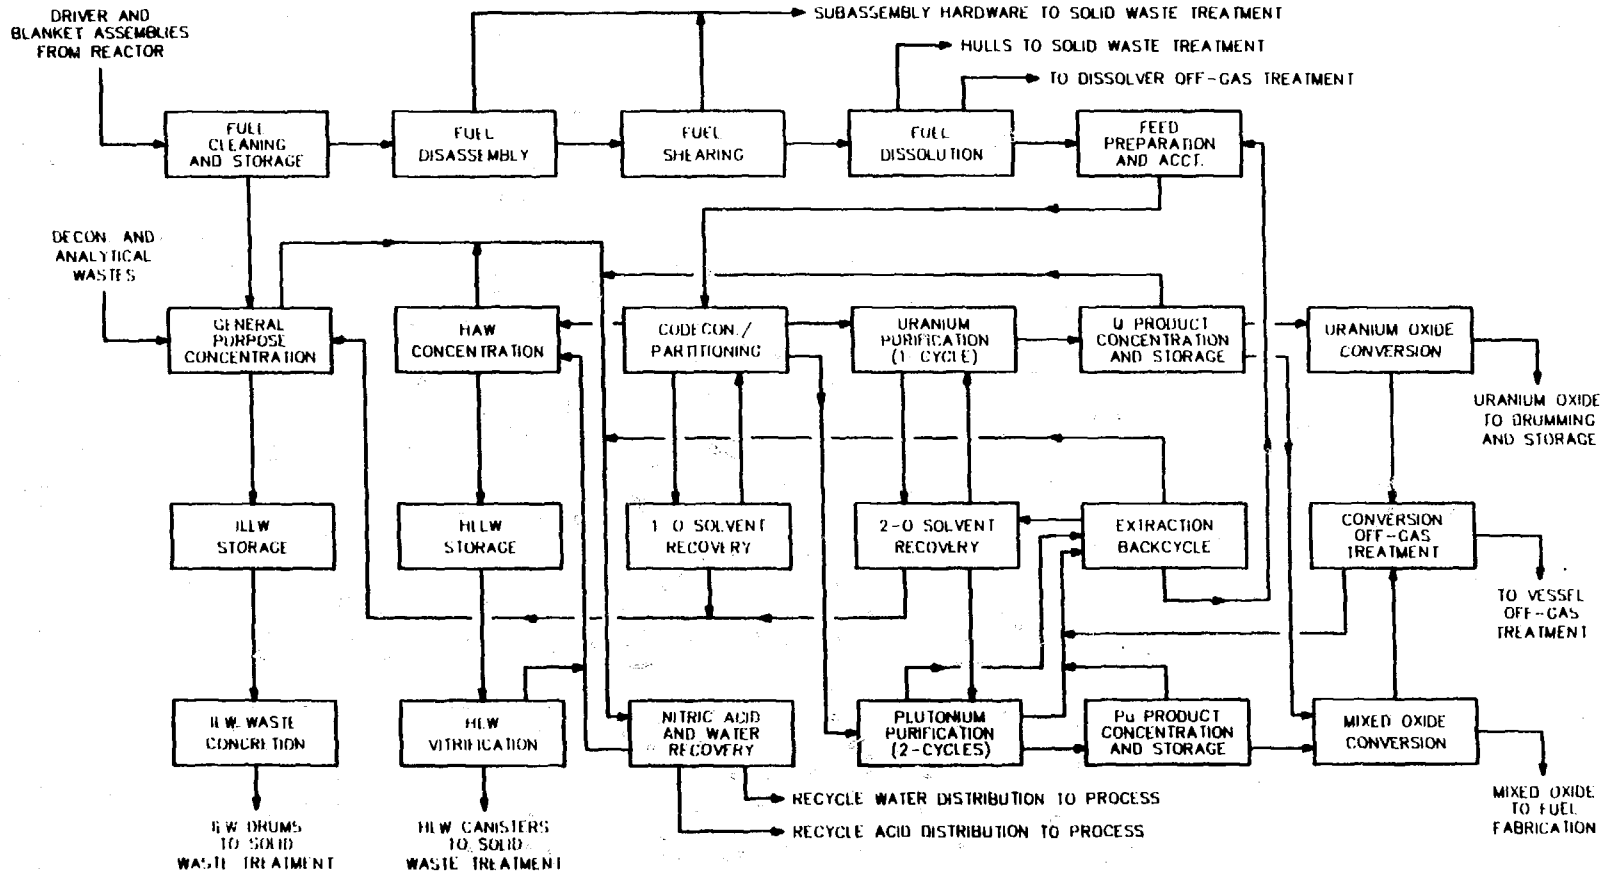 DRIVER AND
BLANKET ASSEMBLIES
FROM REACTOR
SUBASSEMBLY HARDWARE TO SOLID WASTE TREATMENT
HULLS TO SOLID WASTE TREATMENT
TO DISSOLVER OFF-GAS TREATMENT
FUEL
CLEANING
AND STORAGE
FUEL
DISASSEMBLY
FUEL
SHEARING
FUEL
DISSOLUTION
FEED
PREPARATION
AND ACCT.
DECON. AND
ANALYTICAL
WASTES
GENERAL
PURPOSE
CONCENTRATION
HAW
CONCENTRATION
CODECON./
PARTITIONING
URANIUM
PURIFICATION
(1 CYCLE)
U PRODUCT
CONCENTRATION
AND STORAGE
URANIUM OXIDE
CONVERSION
URANIUM OXIDE
TO DRUMMING
AND STORAGE
ILLW
STORAGE
HLLW
STORAGE
1-O SOLVENT
RECOVERY
2-O SOLVENT
RECOVERY
EXTRACTION
BACKCYCLE
CONVERSION
OFF-GAS
TREATMENT
TO VESSEL
OFF-GAS
TREATMENT
ILW WASTE
CONCRETION
HLW
VITRIFICATION
NITRIC ACID
AND WATER
RECOVERY
PLUTONIUM
PURIFICATION
(2-CYCLES)
Pu PRODUCT
CONCENTRATION
AND STORAGE
MIXED OXIDE
CONVERSION
RECYCLE WATER DISTRIBUTION TO PROCESS
RECYCLE ACID DISTRIBUTION TO PROCESS
MIXED OXIDE
TO FUEL
FABRICATION
ILW DRUMS
TO SOLID
WASTE TREATMENT
HLW CANISTERS
TO SOLID
WASTE TREATMENT